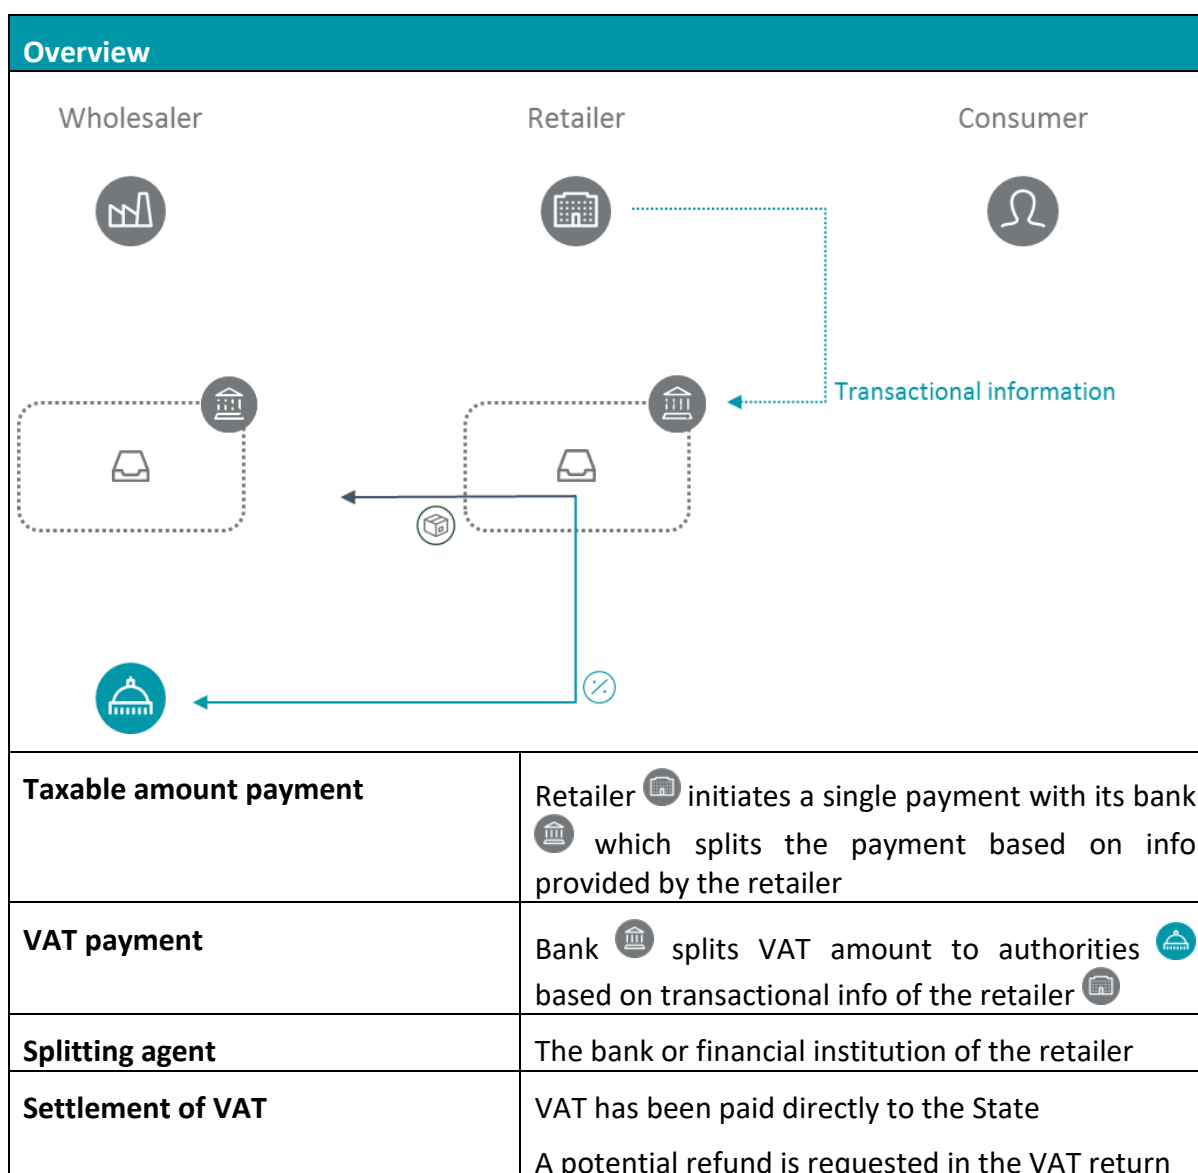 Overview
Wholesaler
Retailer
Consumer
Transactional information
Taxable amount payment
Retailer initiates a single payment with its bank
which splits the payment based on info
provided by the retailer
VAT payment
Bank splits VAT amount to authorities
based on transactional info of the retailer
Splitting agent
The bank or financial institution of the retailer
Settlement of VAT
VAT has been paid directly to the State
A potential refund is requested in the VAT return